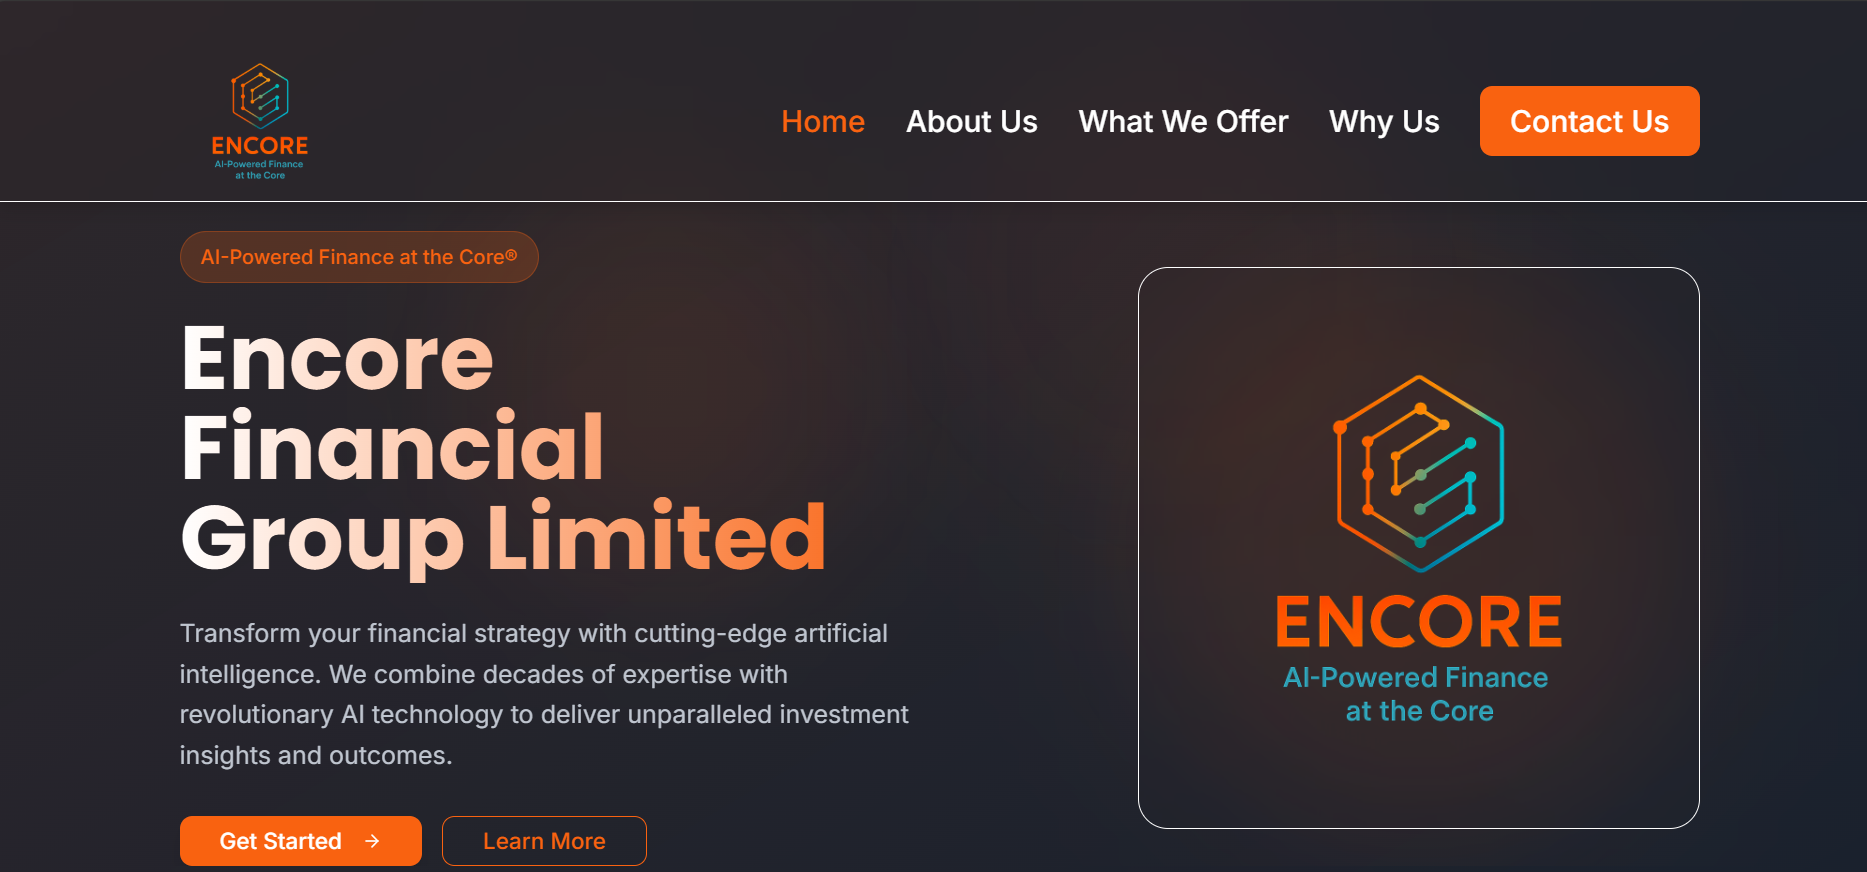 ENCORE
AI-Powered Finance
at the Core
Home
About Us
What We Offer
Why Us
Contact Us
AI-Powered Finance at the Core®
Encore
Financial
Group Limited
Transform your financial strategy with cutting-edge artificial
intelligence. We combine decades of expertise with
revolutionary AI technology to deliver unparalleled investment
insights and outcomes.
Get Started →
Learn More
ENCORE
AI-Powered Finance
at the Core